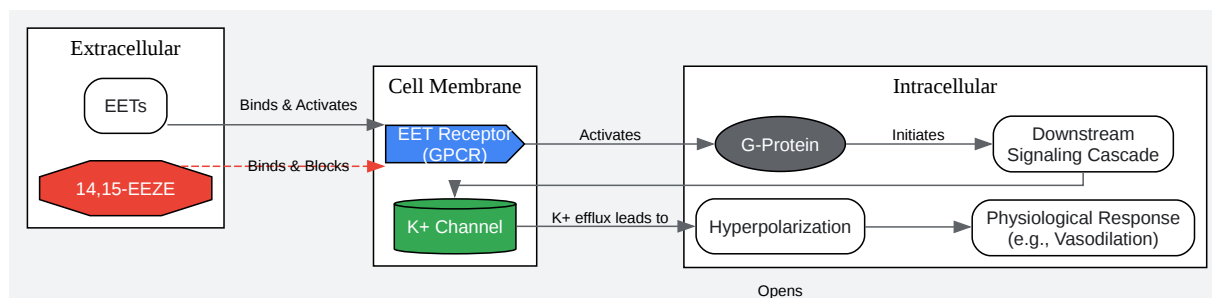 Extracellular
EETs
14,15-EEZE
Binds & Activates
Binds & Blocks
Cell Membrane
EET Receptor
(GPCR)
K+ Channel
Activates
K+ efflux leads to
Intracellular
G-Protein
Initiates
Downstream
Signaling Cascade
Hyperpolarization
Physiological Response
(e.g., Vasodilation)
Opens